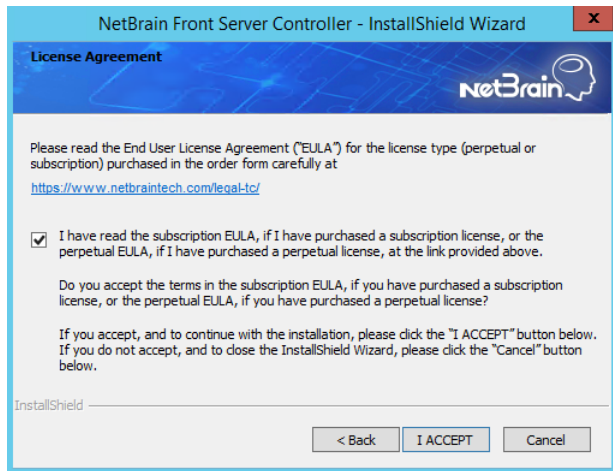 NetBrain Front Server Controller - InstallShield Wizard
x
License Agreement
NetBrain
Please read the End User License Agreement ("EULA") for the license type (perpetual or
subscription) purchased in the order form carefully at
https://www.netbraintech.com/legal-tc/
I have read the subscription EULA, if I have purchased a subscription license, or the
perpetual EULA, if I have purchased a perpetual license, at the link provided above.
Do you accept the terms in the subscription EULA, if you have purchased a subscription
license, or the perpetual EULA, if you have purchased a perpetual license?
If you accept, and to continue with the installation, please click the "I ACCEPT" button below.
If you do not accept, and to close the InstallShield Wizard, please click the "Cancel" button
below.
InstallShield
< Back I ACCEPT Cancel